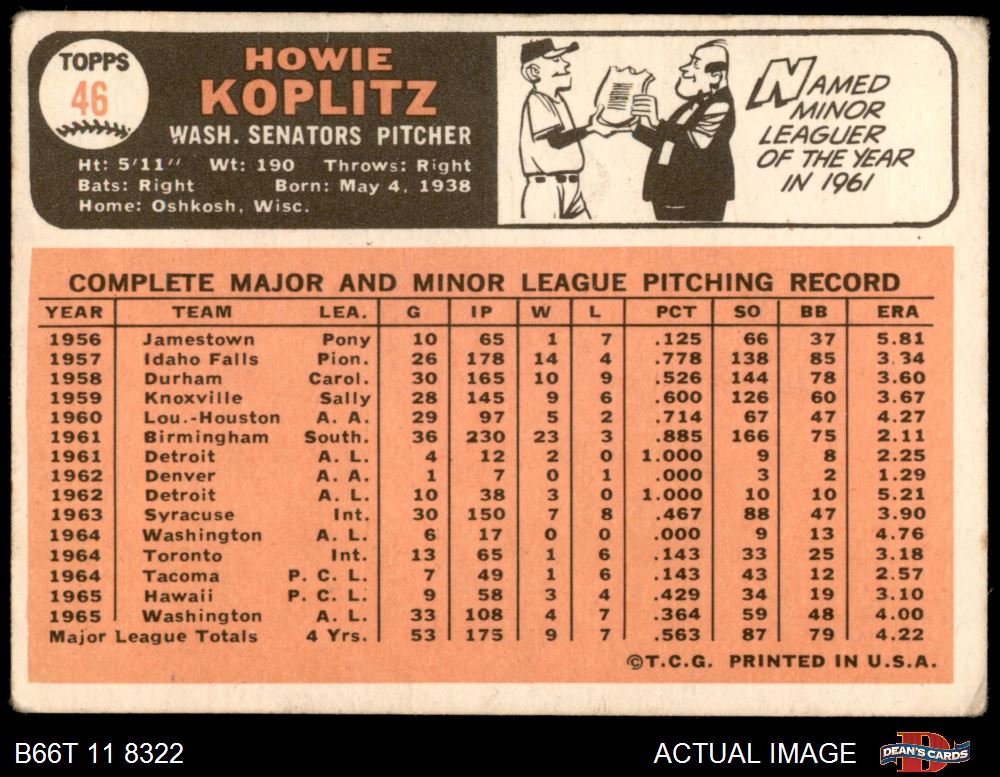 TOPPS
46
HOWIE
KOPLITZ
WASH. SENATORS PITCHER
Ht: 5'11" Wt: 190 Throws: Right
Bats: Right Born: May 4, 1938
Home: Oshkosh, Wisc.
NAMED
MINOR
LEAGUER
OF THE YEAR
IN 1961
COMPLETE MAJOR AND MINOR LEAGUE PITCHING RECORD
YEAR TEAM LEA. G IP W L PCT SO BB ERA
1956 Jamestown Pony 10 65 1 7 .125 66 37 5.81
1957 Idaho Falls Pion. 26 178 14 4 .778 138 85 3.34
1958 Durham Carol. 30 165 10 9 .526 144 78 3.60
1959 Knoxville Sally 28 145 9 6 .600 126 60 3.67
1960 Lou.-Houston A. A. 29 97 5 2 .714 67 47 4.27
1961 Birmingham South. 36 230 23 3 .885 166 75 2.11
1961 Detroit A. L. 4 12 2 0 1.000 9 8 2.25
1962 Denver A. A. 1 7 0 1 .000 3 2 1.29
1962 Detroit A. L. 10 38 3 0 1.000 10 10 5.21
1963 Syracuse Int. 30 150 7 8 .467 88 47 3.90
1964 Washington A. L. 6 17 0 0 .000 9 13 4.76
1964 Toronto Int. 13 65 1 6 .143 33 25 3.18
1964 Tacoma P. C. L. 7 49 1 6 .143 43 12 2.57
1965 Hawaii P. C. L. 9 58 3 4 .429 34 19 3.10
1965 Washington A. L. 33 108 4 7 .364 59 48 4.00
Major League Totals 4 Yrs. 53 175 9 7 .563 87 79 4.22
©T.C.G. PRINTED IN U.S.A.
B66T 11 8322
ACTUAL IMAGE
D
DEAN'S CARDS